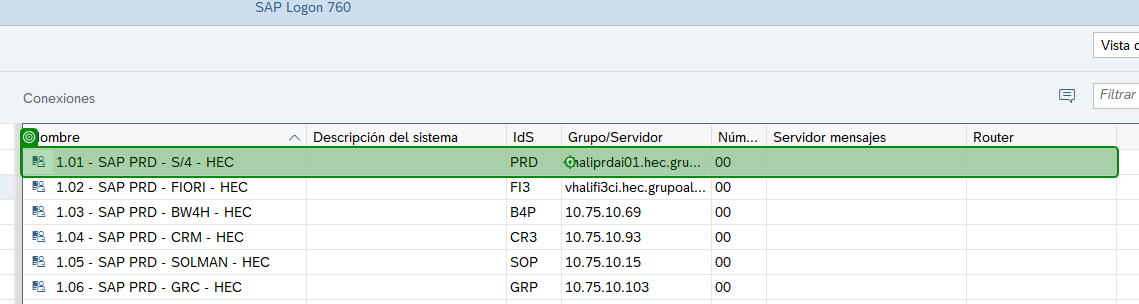 SAP Logon 760
Vista
Conexiones
Filtrar
Nombre Descripción del sistema IdS Grupo/Servidor Núm... Servidor mensajes Router
1.01 - SAP PRD - S/4 - HEC PRD vhaliprdai01.hec.gru... 00
1.02 - SAP PRD - FIORI - HEC FI3 vhalifi3ci.hec.grupoal... 00
1.03 - SAP PRD - BW4H - HEC B4P 10.75.10.69 00
1.04 - SAP PRD - CRM - HEC CR3 10.75.10.93 00
1.05 - SAP PRD - SOLMAN - HEC SOP 10.75.10.15 00
1.06 - SAP PRD - GRC - HEC GRP 10.75.10.103 00